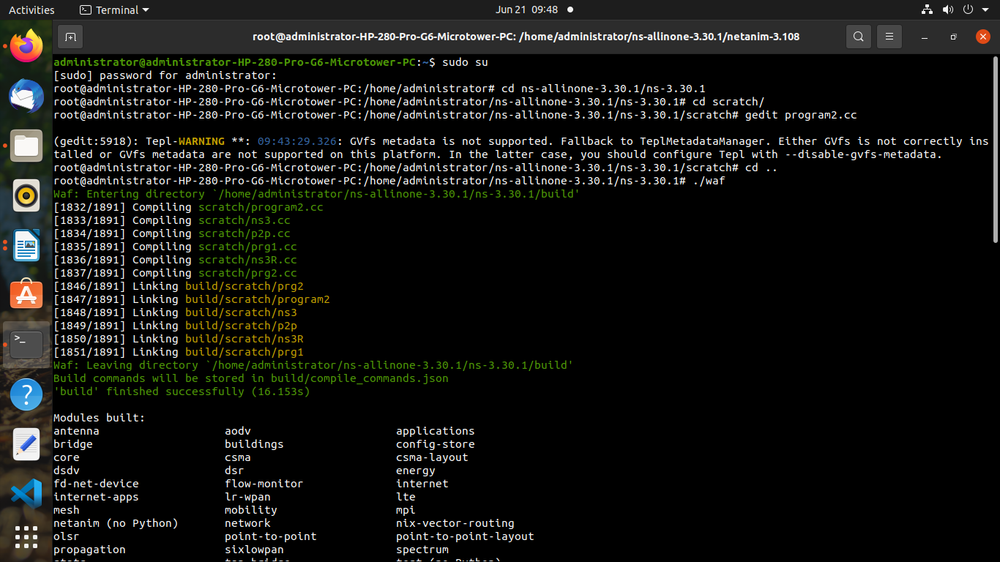 Activities
Terminal
Jun 21 09:48
root@administrator-HP-280-Pro-G6-Microtower-PC: /home/administrator/ns-allinone-3.30.1/netanim-3.108
administrator@administrator-HP-280-Pro-G6-Microtower-PC:~$ sudo su
[sudo] password for administrator:
root@administrator-HP-280-Pro-G6-Microtower-PC:/home/administrator# cd ns-allinone-3.30.1/ns-3.30.1
root@administrator-HP-280-Pro-G6-Microtower-PC:/home/administrator/ns-allinone-3.30.1/ns-3.30.1# cd scratch/
root@administrator-HP-280-Pro-G6-Microtower-PC:/home/administrator/ns-allinone-3.30.1/ns-3.30.1/scratch# gedit program2.cc
(gedit:5918): Tepl-WARNING **: 09:43:29.326: GVfs metadata is not supported. Fallback to TeplMetadataManager. Either GVfs is not correctly ins
talled or GVfs metadata are not supported on this platform. In the latter case, you should configure Tepl with --disable-gvfs-metadata.
root@administrator-HP-280-Pro-G6-Microtower-PC:/home/administrator/ns-allinone-3.30.1/ns-3.30.1/scratch# cd ..
root@administrator-HP-280-Pro-G6-Microtower-PC:/home/administrator/ns-allinone-3.30.1/ns-3.30.1# ./waf
Waf: Entering directory `/home/administrator/ns-allinone-3.30.1/ns-3.30.1/build'
[1832/1891] Compiling scratch/program2.cc
[1833/1891] Compiling scratch/ns3.cc
[1834/1891] Compiling scratch/p2p.cc
[1835/1891] Compiling scratch/prg1.cc
[1836/1891] Compiling scratch/ns3R.cc
[1837/1891] Compiling scratch/prg2.cc
[1846/1891] Linking build/scratch/prg2
[1847/1891] Linking build/scratch/program2
[1848/1891] Linking build/scratch/ns3
[1849/1891] Linking build/scratch/p2p
[1850/1891] Linking build/scratch/ns3R
[1851/1891] Linking build/scratch/prg1
Waf: Leaving directory `/home/administrator/ns-allinone-3.30.1/ns-3.30.1/build'
Build commands will be stored in build/compile_commands.json
'build' finished successfully (16.153s)
Modules built:
antenna aodv applications
bridge buildings config-store
core csma csma-layout
dsdv dsr energy
fd-net-device flow-monitor internet
internet-apps lr-wpan lte
mesh mobility mpi
netanim (no Python) network nix-vector-routing
olsr point-to-point point-to-point-layout
propagation sixlowpan spectrum